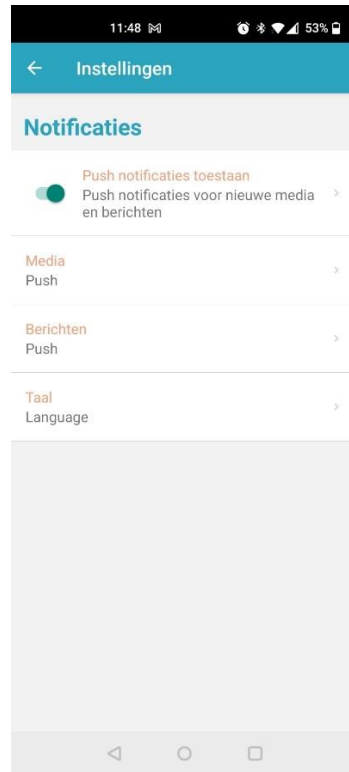 11:48 53%
Instellingen
Notificaties
Push notificaties toestaan
Push notificaties voor nieuwe media
en berichten
Media
Push
Berichten
Push
Taal
Language